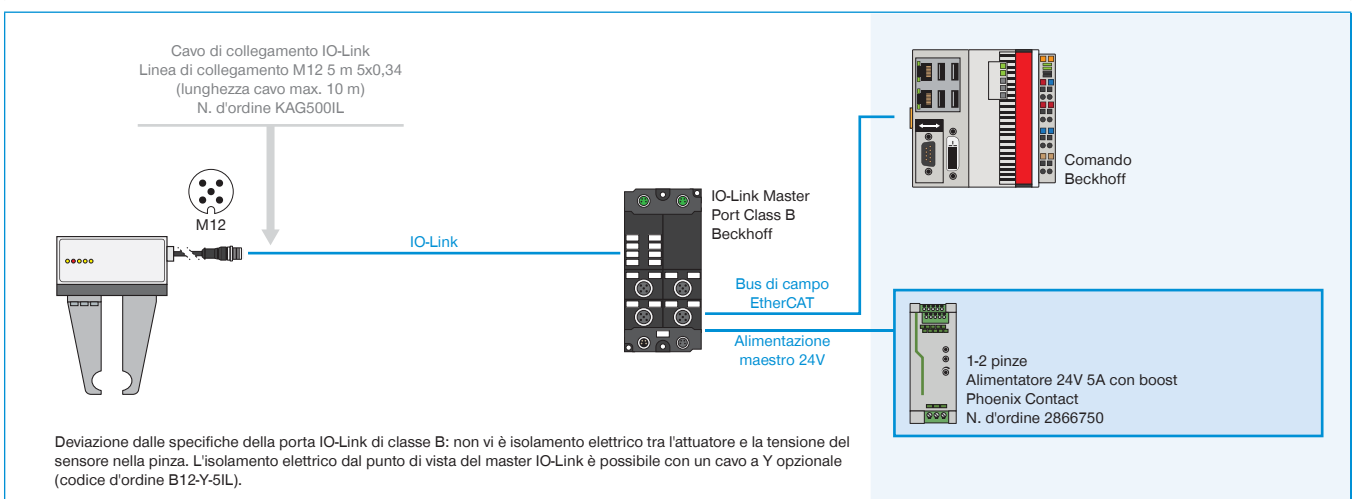 Cavo di collegamento IO-Link
Linea di collegamento M12 5 m 5x0,34
(lunghezza cavo max. 10 m)
N. d'ordine KAG500IL
M12
IO-Link
IO-Link Master
Port Class B
Beckhoff
Bus di campo
EtherCAT
Alimentazione
maestro 24V
Comando
Beckhoff
1-2 pinze
Alimentatore 24V 5A con boost
Phoenix Contact
N. d'ordine 2866750
Deviazione dalle specifiche della porta IO-Link di classe B: non vi è isolamento elettrico tra l'attuatore e la tensione del
sensore nella pinza. L'isolamento elettrico dal punto di vista del master IO-Link è possibile con un cavo a Y opzionale
(codice d'ordine B12-Y-5IL).